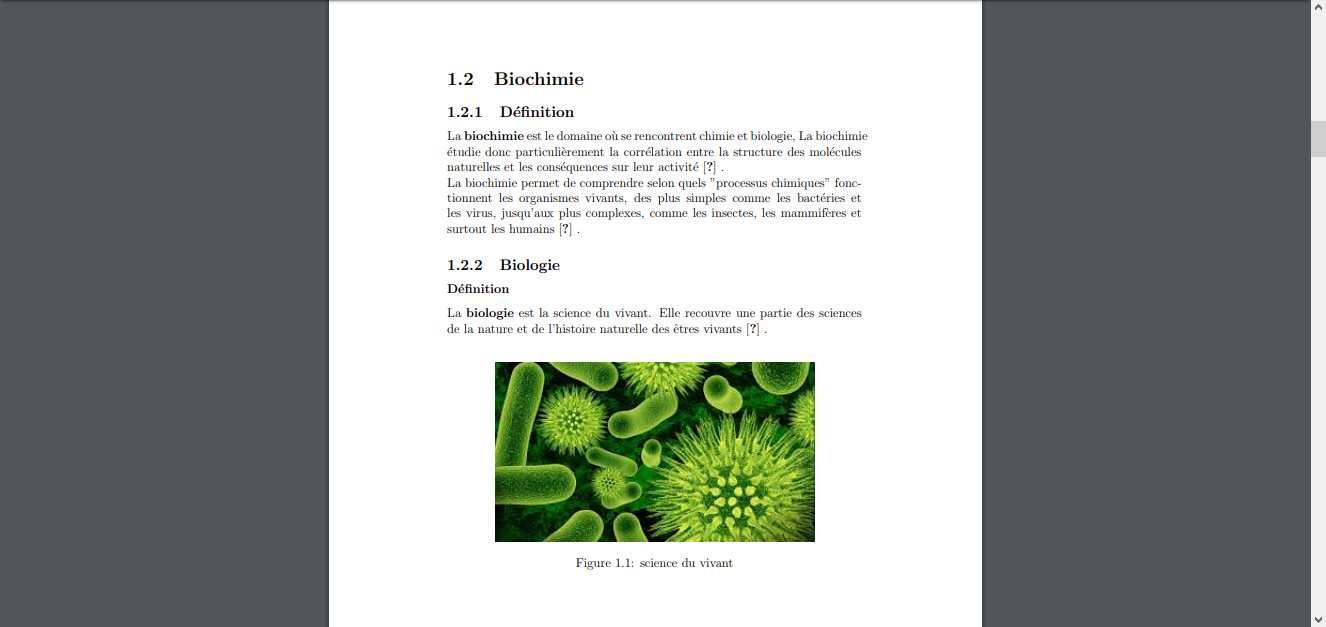 1.2 Biochimie
1.2.1 Définition
La biochimie est le domaine où se rencontrent chimie et biologie, La biochimie
étudie donc particulièrement la corrélation entre la structure des molécules
naturelles et les conséquences sur leur activité [?] .
La biochimie permet de comprendre selon quels ”processus chimiques” fonc-
tionnent les organismes vivants, des plus simples comme les bactéries et
les virus, jusqu’aux plus complexes, comme les insectes, les mammifères et
surtout les humains [?] .
1.2.2 Biologie
Définition
La biologie est la science du vivant. Elle recouvre une partie des sciences
de la nature et de l’histoire naturelle des êtres vivants [?] .
Figure 1.1: science du vivant